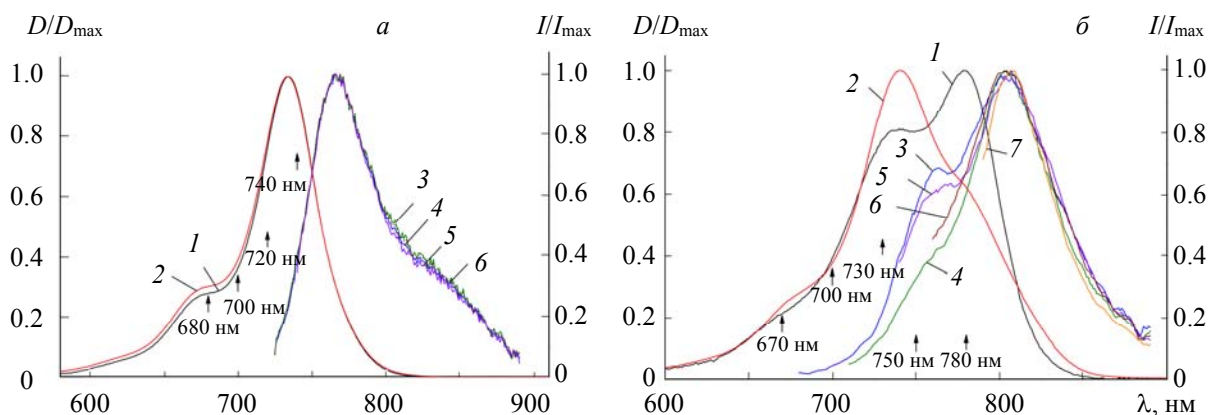 D/Dmax а I/Imax D/Dmax б I/Imax
1.0 1.0 1.0 1 1.0
2
0.8 0.8 0.8 0.8
3
0.6 740 нм 0.6 0.6 5 7 0.6
3
4 6
0.4 1 720 нм 5 0.4 0.4 730 нм 4 0.4
2 6
700 нм 700 нм
0.2 680 нм 0.2 0.2 670 нм 0.2
750 нм 780 нм
0 0 0 0
600 700 800 900 600 700 800 λ, нм